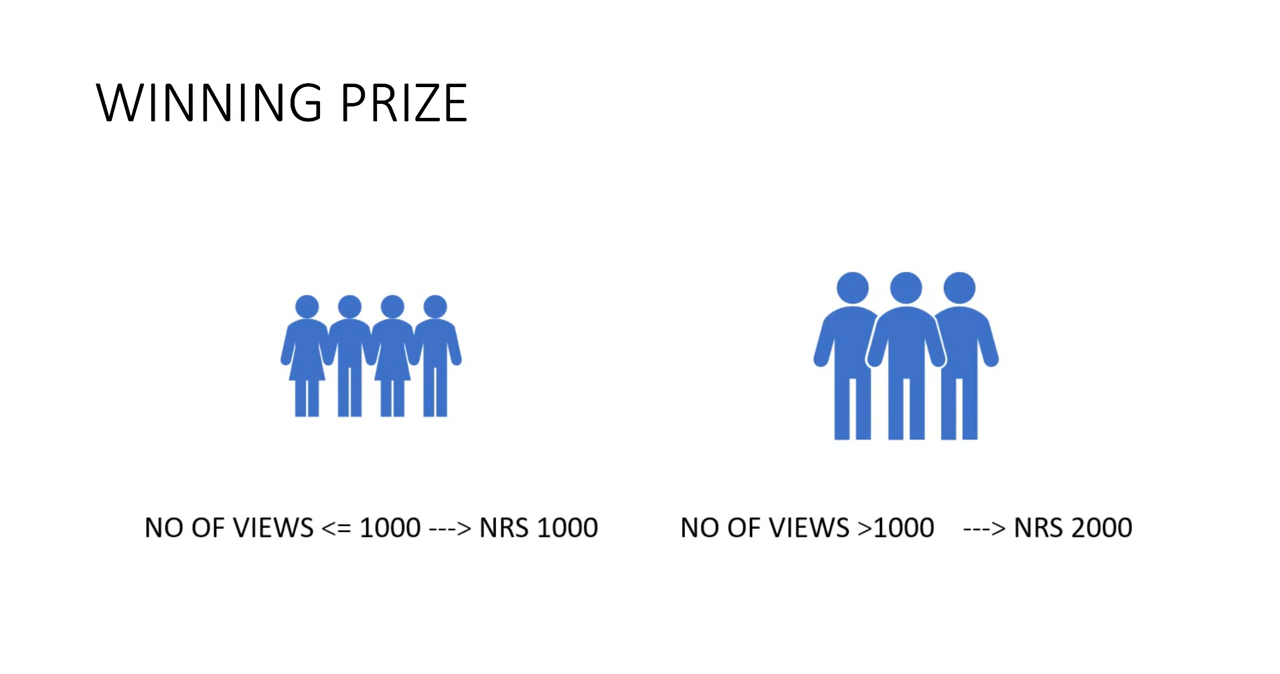 WINNING PRIZE
NO OF VIEWS <= 1000 ---> NRS 1000
NO OF VIEWS >1000 ---> NRS 2000